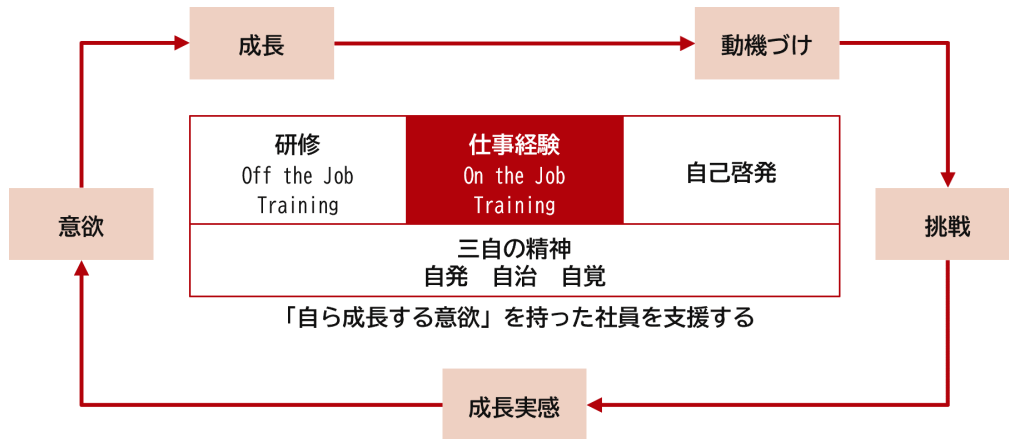 成長
動機づけ
研修
Off the Job
Training
仕事経験
On the Job
Training
自己啓発
意欲
挑戦
三自の精神
自発　自治　自覚
「自ら成長する意欲」を持った社員を支援する
成長実感